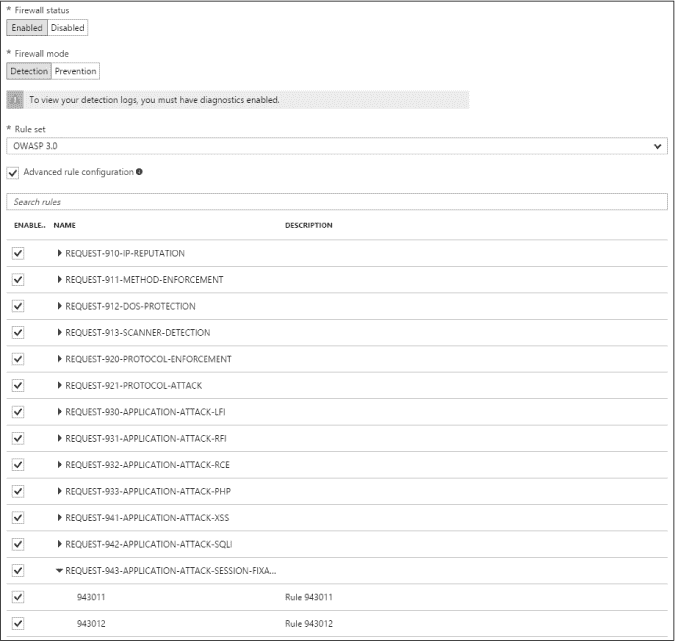 * Firewall status
Enabled Disabled
* Firewall mode
Detection Prevention
To view your detection logs, you must have diagnostics enabled.
* Rule set
OWASP 3.0
Advanced rule configuration
Search rules
ENABLE.. NAME DESCRIPTION
REQUEST-910-IP-REPUTATION
REQUEST-911-METHOD-ENFORCEMENT
REQUEST-912-DOS-PROTECTION
REQUEST-913-SCANNER-DETECTION
REQUEST-920-PROTOCOL-ENFORCEMENT
REQUEST-921-PROTOCOL-ATTACK
REQUEST-930-APPLICATION-ATTACK-LFI
REQUEST-931-APPLICATION-ATTACK-RFI
REQUEST-932-APPLICATION-ATTACK-RCE
REQUEST-933-APPLICATION-ATTACK-PHP
REQUEST-941-APPLICATION-ATTACK-XSS
REQUEST-942-APPLICATION-ATTACK-SQLI
REQUEST-943-APPLICATION-ATTACK-SESSION-FIXA...
943011 Rule 943011
943012 Rule 943012